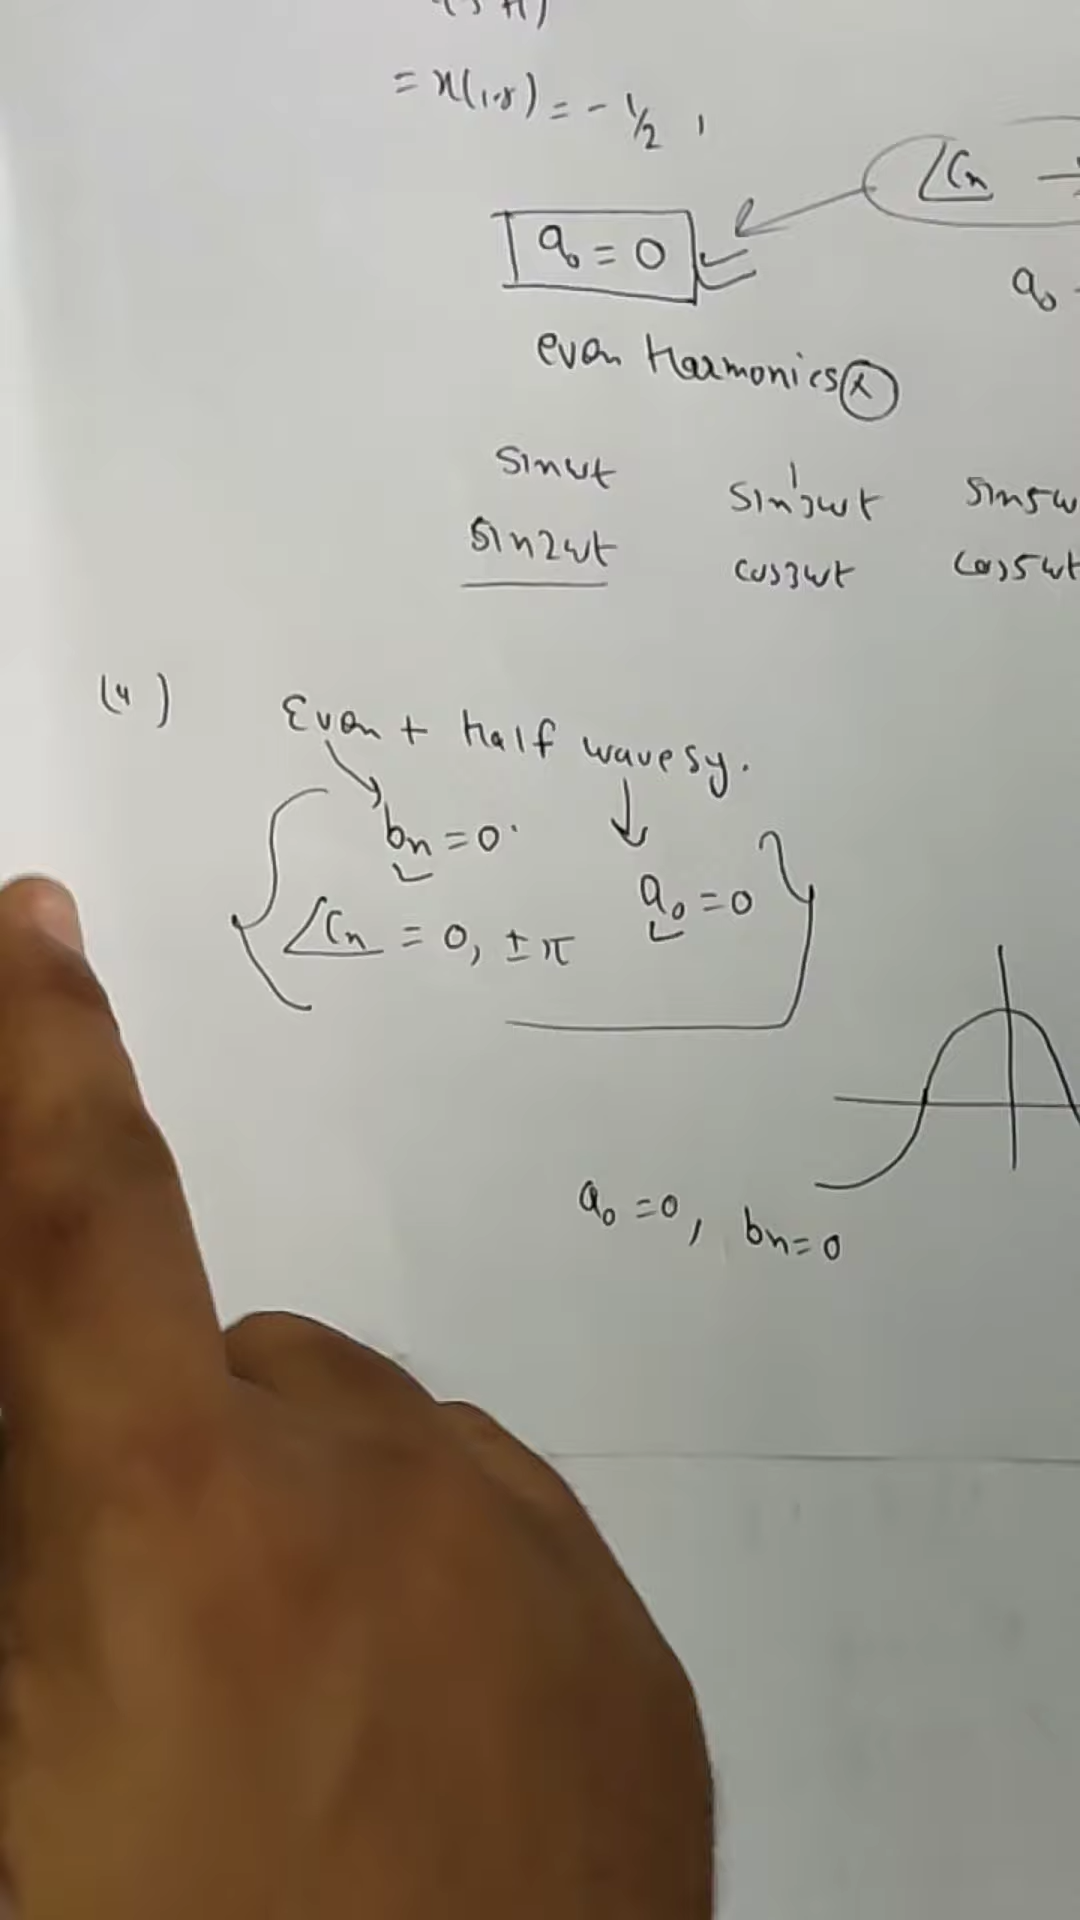 = x(1.5) = - 1/2 ,
∠Cn
a₀ = 0
a₀
even Harmonics ⓧ
sinωt sin3ωt sin5ω
sin2ωt cos3ωt cos5ωt
(4) Even + Half wave sy.
bn = 0
a₀ = 0
∠Cn = 0, ±π
a₀ = 0, bn = 0